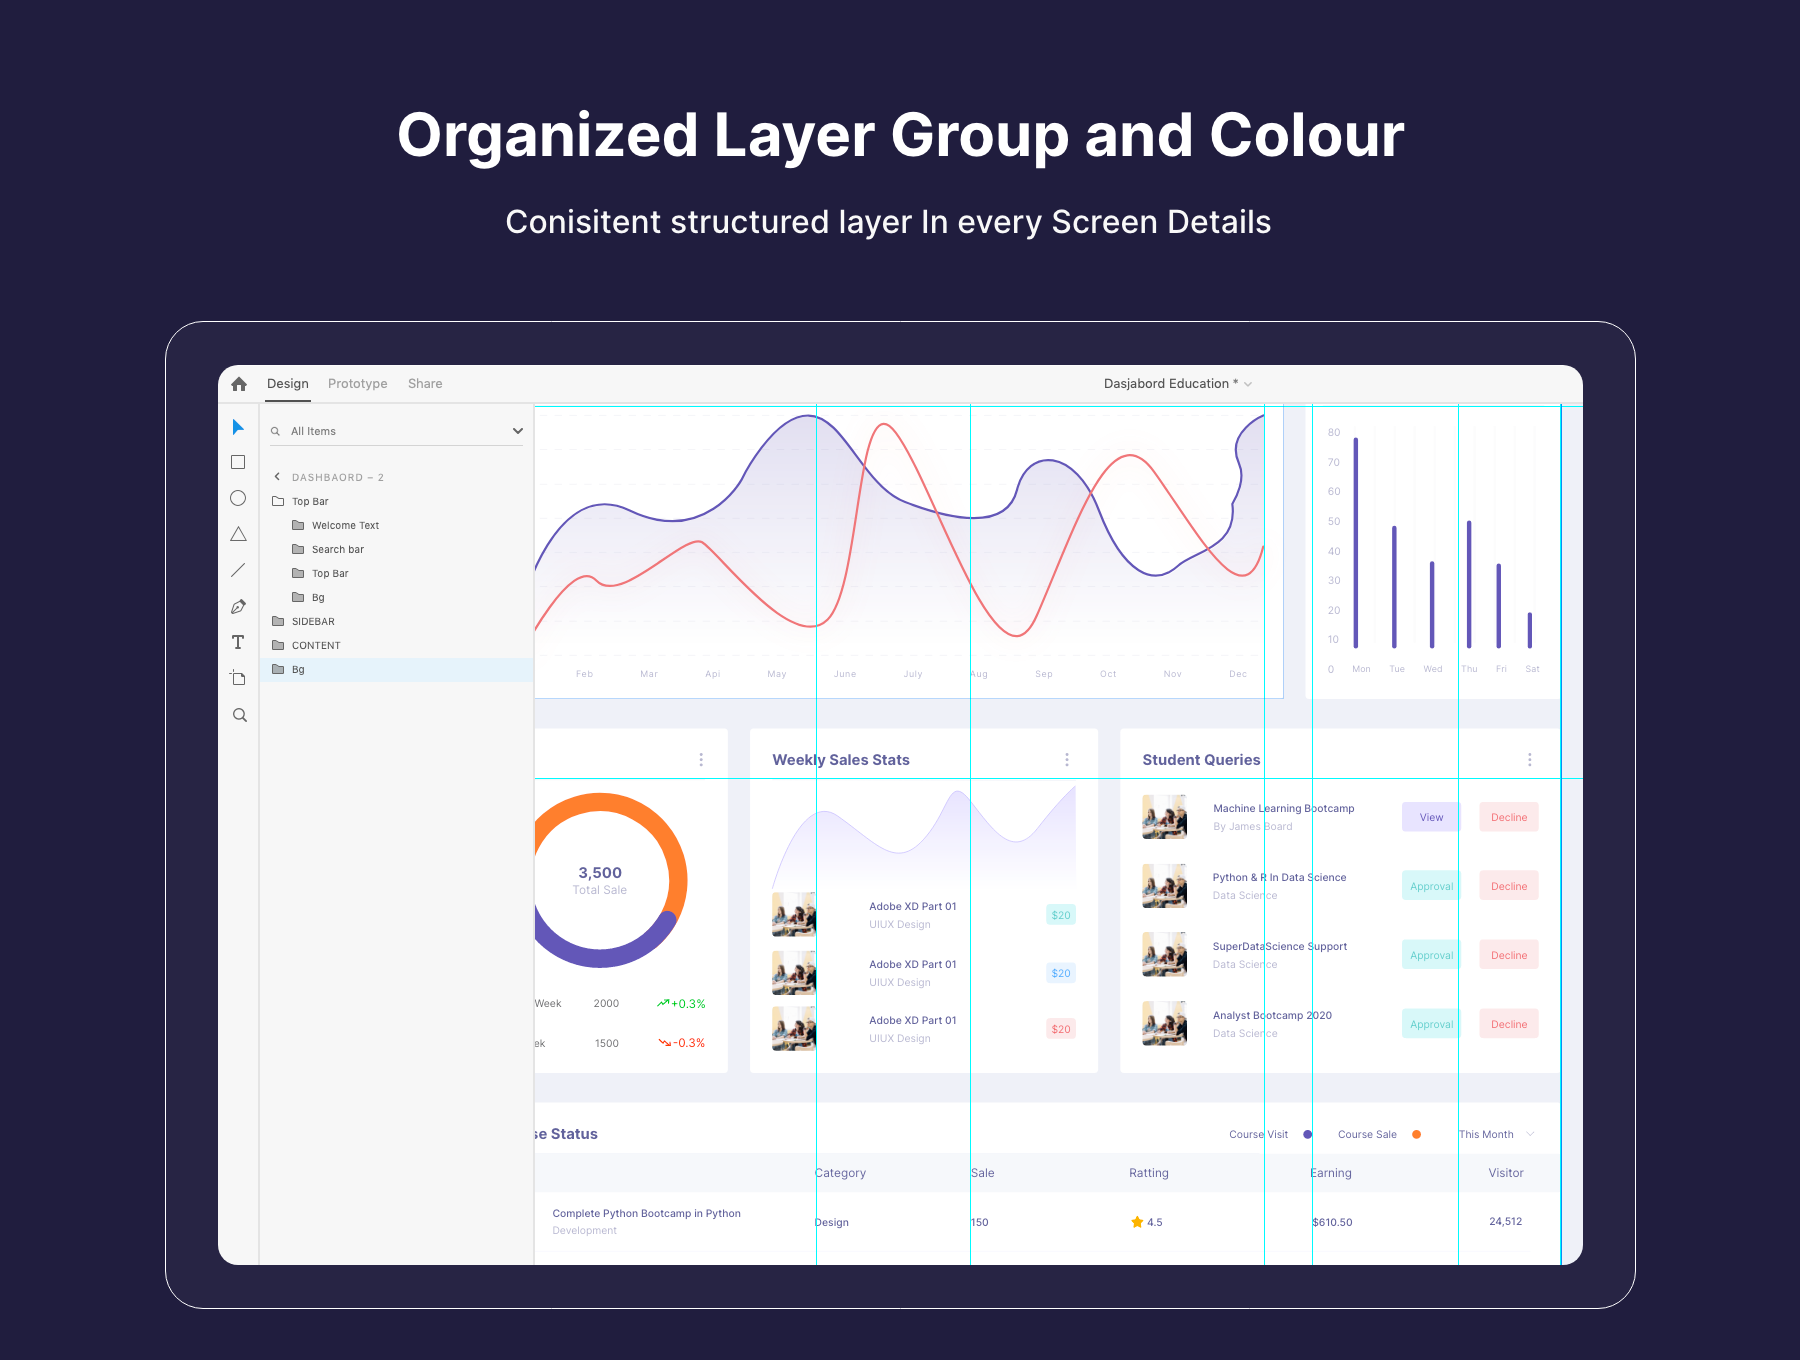 Organized Layer Group and Colour
Conisitent structured layer In every Screen Details
Design Prototype Share
Dasjabord Education *
All Items
DASHBAORD – 2
Top Bar
Welcome Text
Search bar
Top Bar
Bg
SIDEBAR
CONTENT
Bg
Feb Mar Api May June July Aug Sep Oct Nov Dec
80
70
60
50
40
30
20
10
0 Mon Tue Wed Thu Fri Sat
3,500
Total Sale
Week 2000 +0.3%
ek 1500 -0.3%
Weekly Sales Stats
Adobe XD Part 01
UIUX Design
$20
Adobe XD Part 01
UIUX Design
$20
Adobe XD Part 01
UIUX Design
$20
Student Queries
Machine Learning Bootcamp
By James Board
View Decline
Python & R In Data Science
Data Science
Approval Decline
SuperDataScience Support
Data Science
Approval Decline
Analyst Bootcamp 2020
Data Science
Approval Decline
se Status
Course Visit Course Sale This Month
Category Sale Ratting Earning Visitor
Complete Python Bootcamp in Python
Development
Design 150 4.5 $610.50 24,512